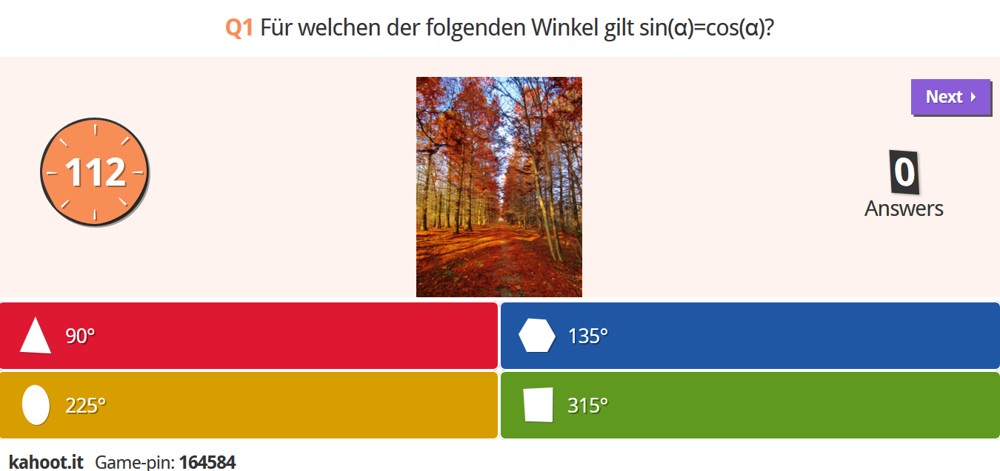 Q1 Für welchen der folgenden Winkel gilt sin(α)=cos(α)?
Next
112
0
Answers
90°
135°
225°
315°
kahoot.it Game-pin: 164584